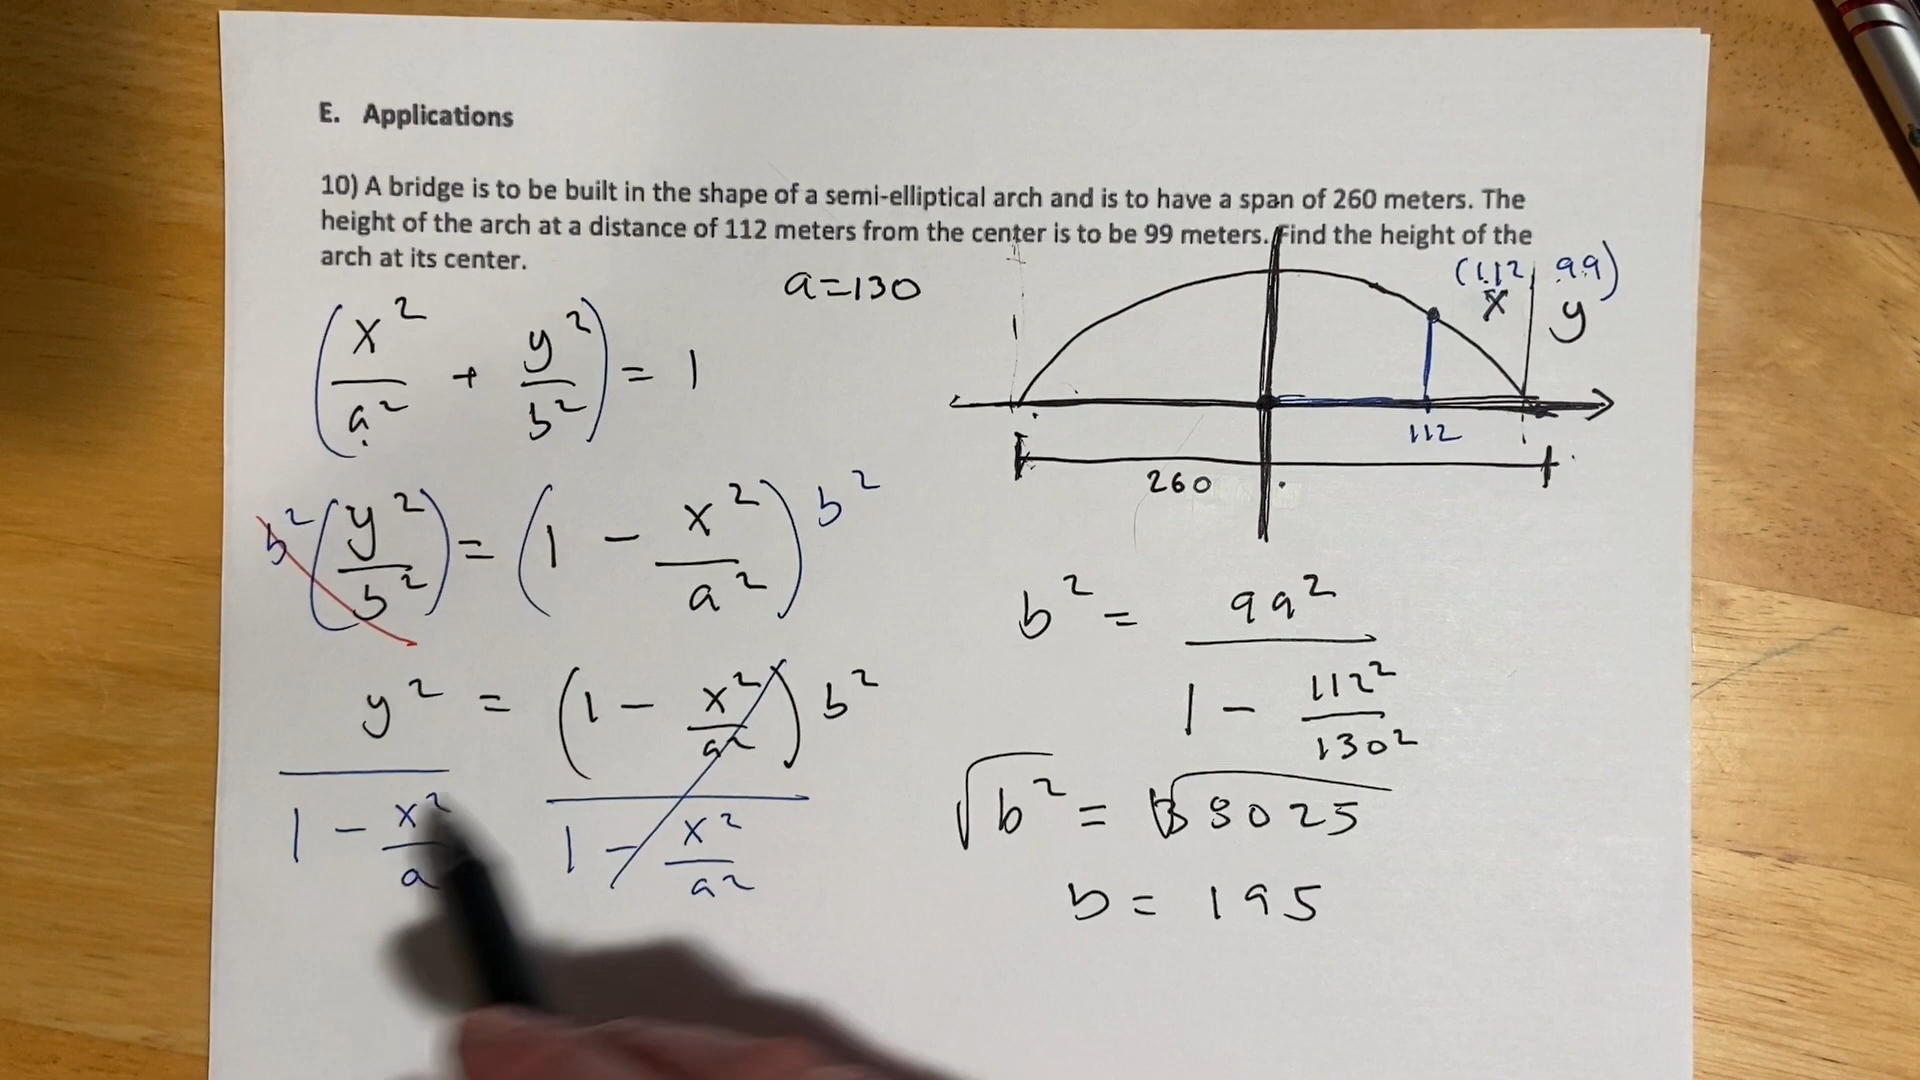 E. Applications
10) A bridge is to be built in the shape of a semi-elliptical arch and is to have a span of 260 meters. The
height of the arch at a distance of 112 meters from the center is to be 99 meters. Find the height of the
arch at its center.
a=130
(x²/a² + y²/b²) = 1
b²(y²/b²) = (1 - x²/a²)b²
y² = (1 - x²/a²)b²
1 - x²/a
1 - x²/a²
(112, 99)
x y
112
260
b² = 99²/(1 - 112²/130²)
√b² = √38025
b = 195